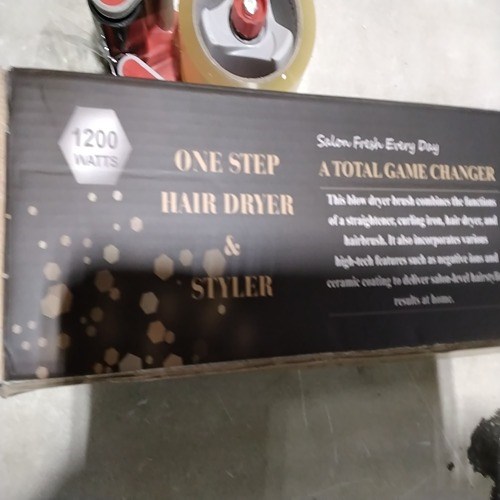 1200
WATTS
ONE STEP
HAIR DRYER
&
STYLER
Salon Fresh Every Day
A TOTAL GAME CHANGER
This blow dryer brush combines the functions
of a straightener, curling iron, hair dryer, and
hairbrush. It also incorporates various
high-tech features such as negative ions and
ceramic coating to deliver salon-level hairsty
results at home.